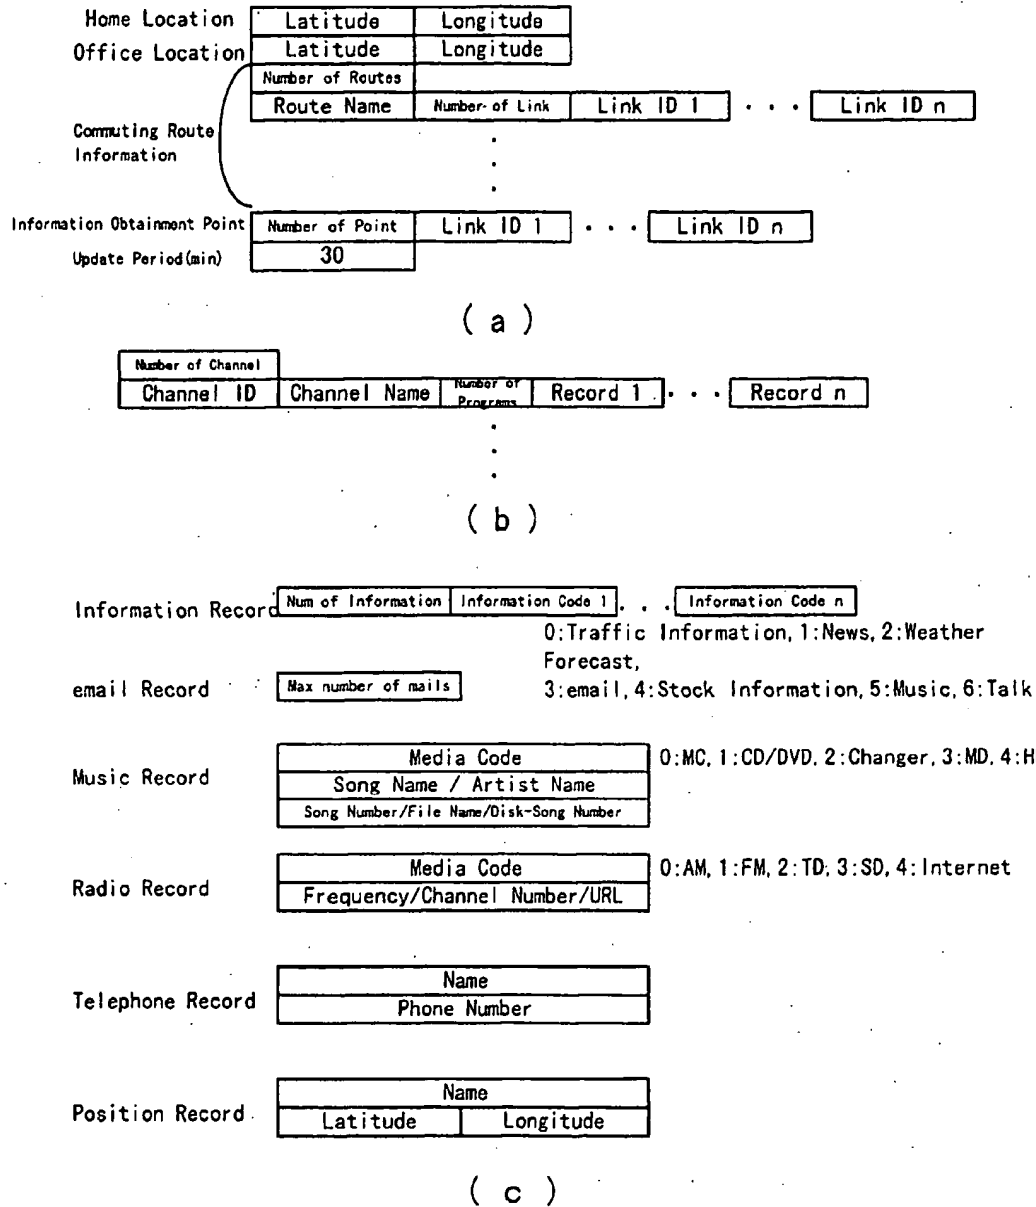 Home Location Latitude Longitude
Office Location Latitude Longitude
Number of Routes
Route Name Number of Link Link ID 1 · · · Link ID n
Commuting Route
Information
·
·
·
Information Obtainment Point Number of Point Link ID 1 · · · Link ID n
Update Period(min) 30
( a )
Number of Channel
Channel ID Channel Name Number of Programs Record 1 · · · Record n
·
·
·
( b )
Information Record Num of Information Information Code 1 . . . Information Code n
0:Traffic Information, 1:News, 2:Weather
Forecast,
email Record Max number of mails 3:email, 4:Stock Information, 5:Music, 6:Talk
Music Record Media Code 0:MC, 1:CD/DVD, 2:Changer, 3:MD, 4:H
Song Name / Artist Name
Song Number/File Name/Disk-Song Number
Radio Record Media Code 0:AM, 1:FM, 2:TD, 3:SD, 4:Internet
Frequency/Channel Number/URL
Telephone Record Name
Phone Number
Position Record Name
Latitude Longitude
( c )